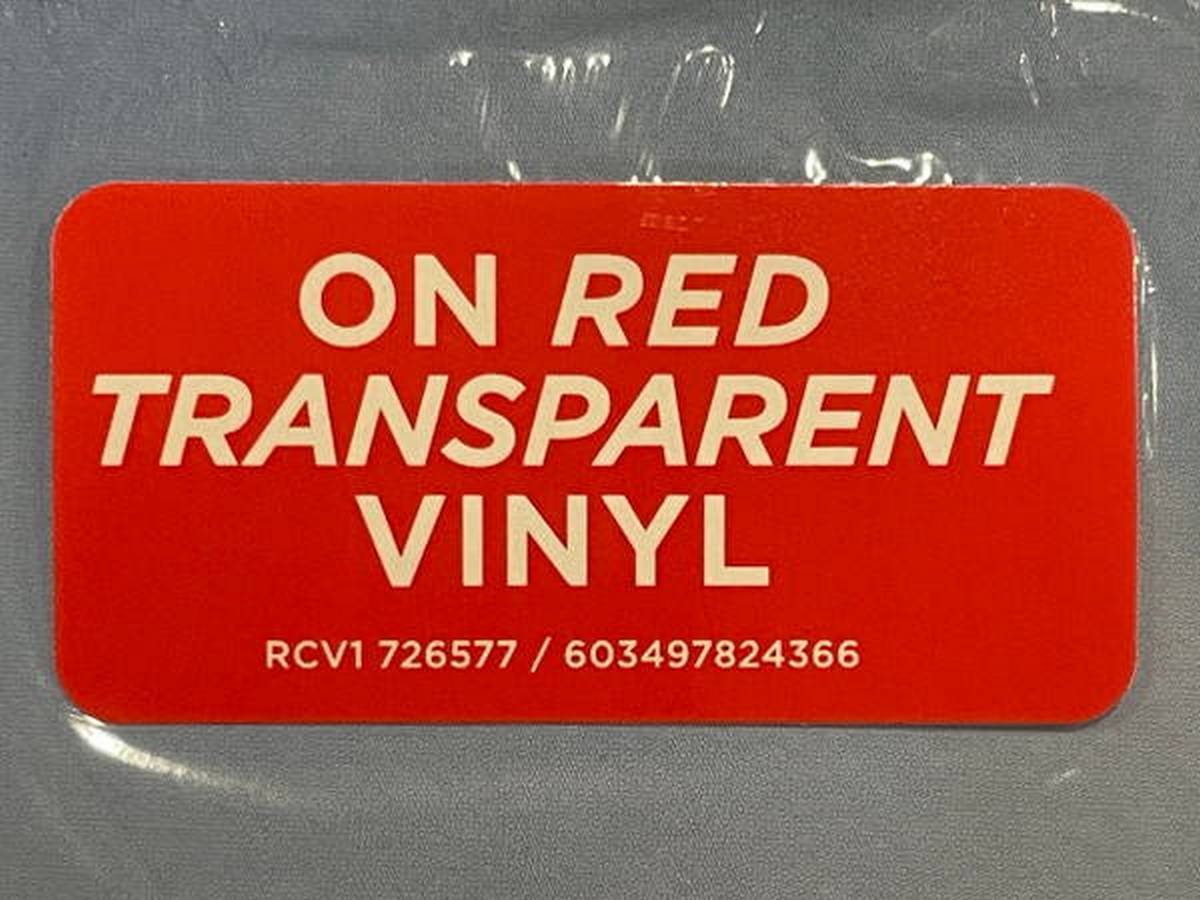 ON RED
TRANSPARENT
VINYL
RCV1 726577 / 603497824366